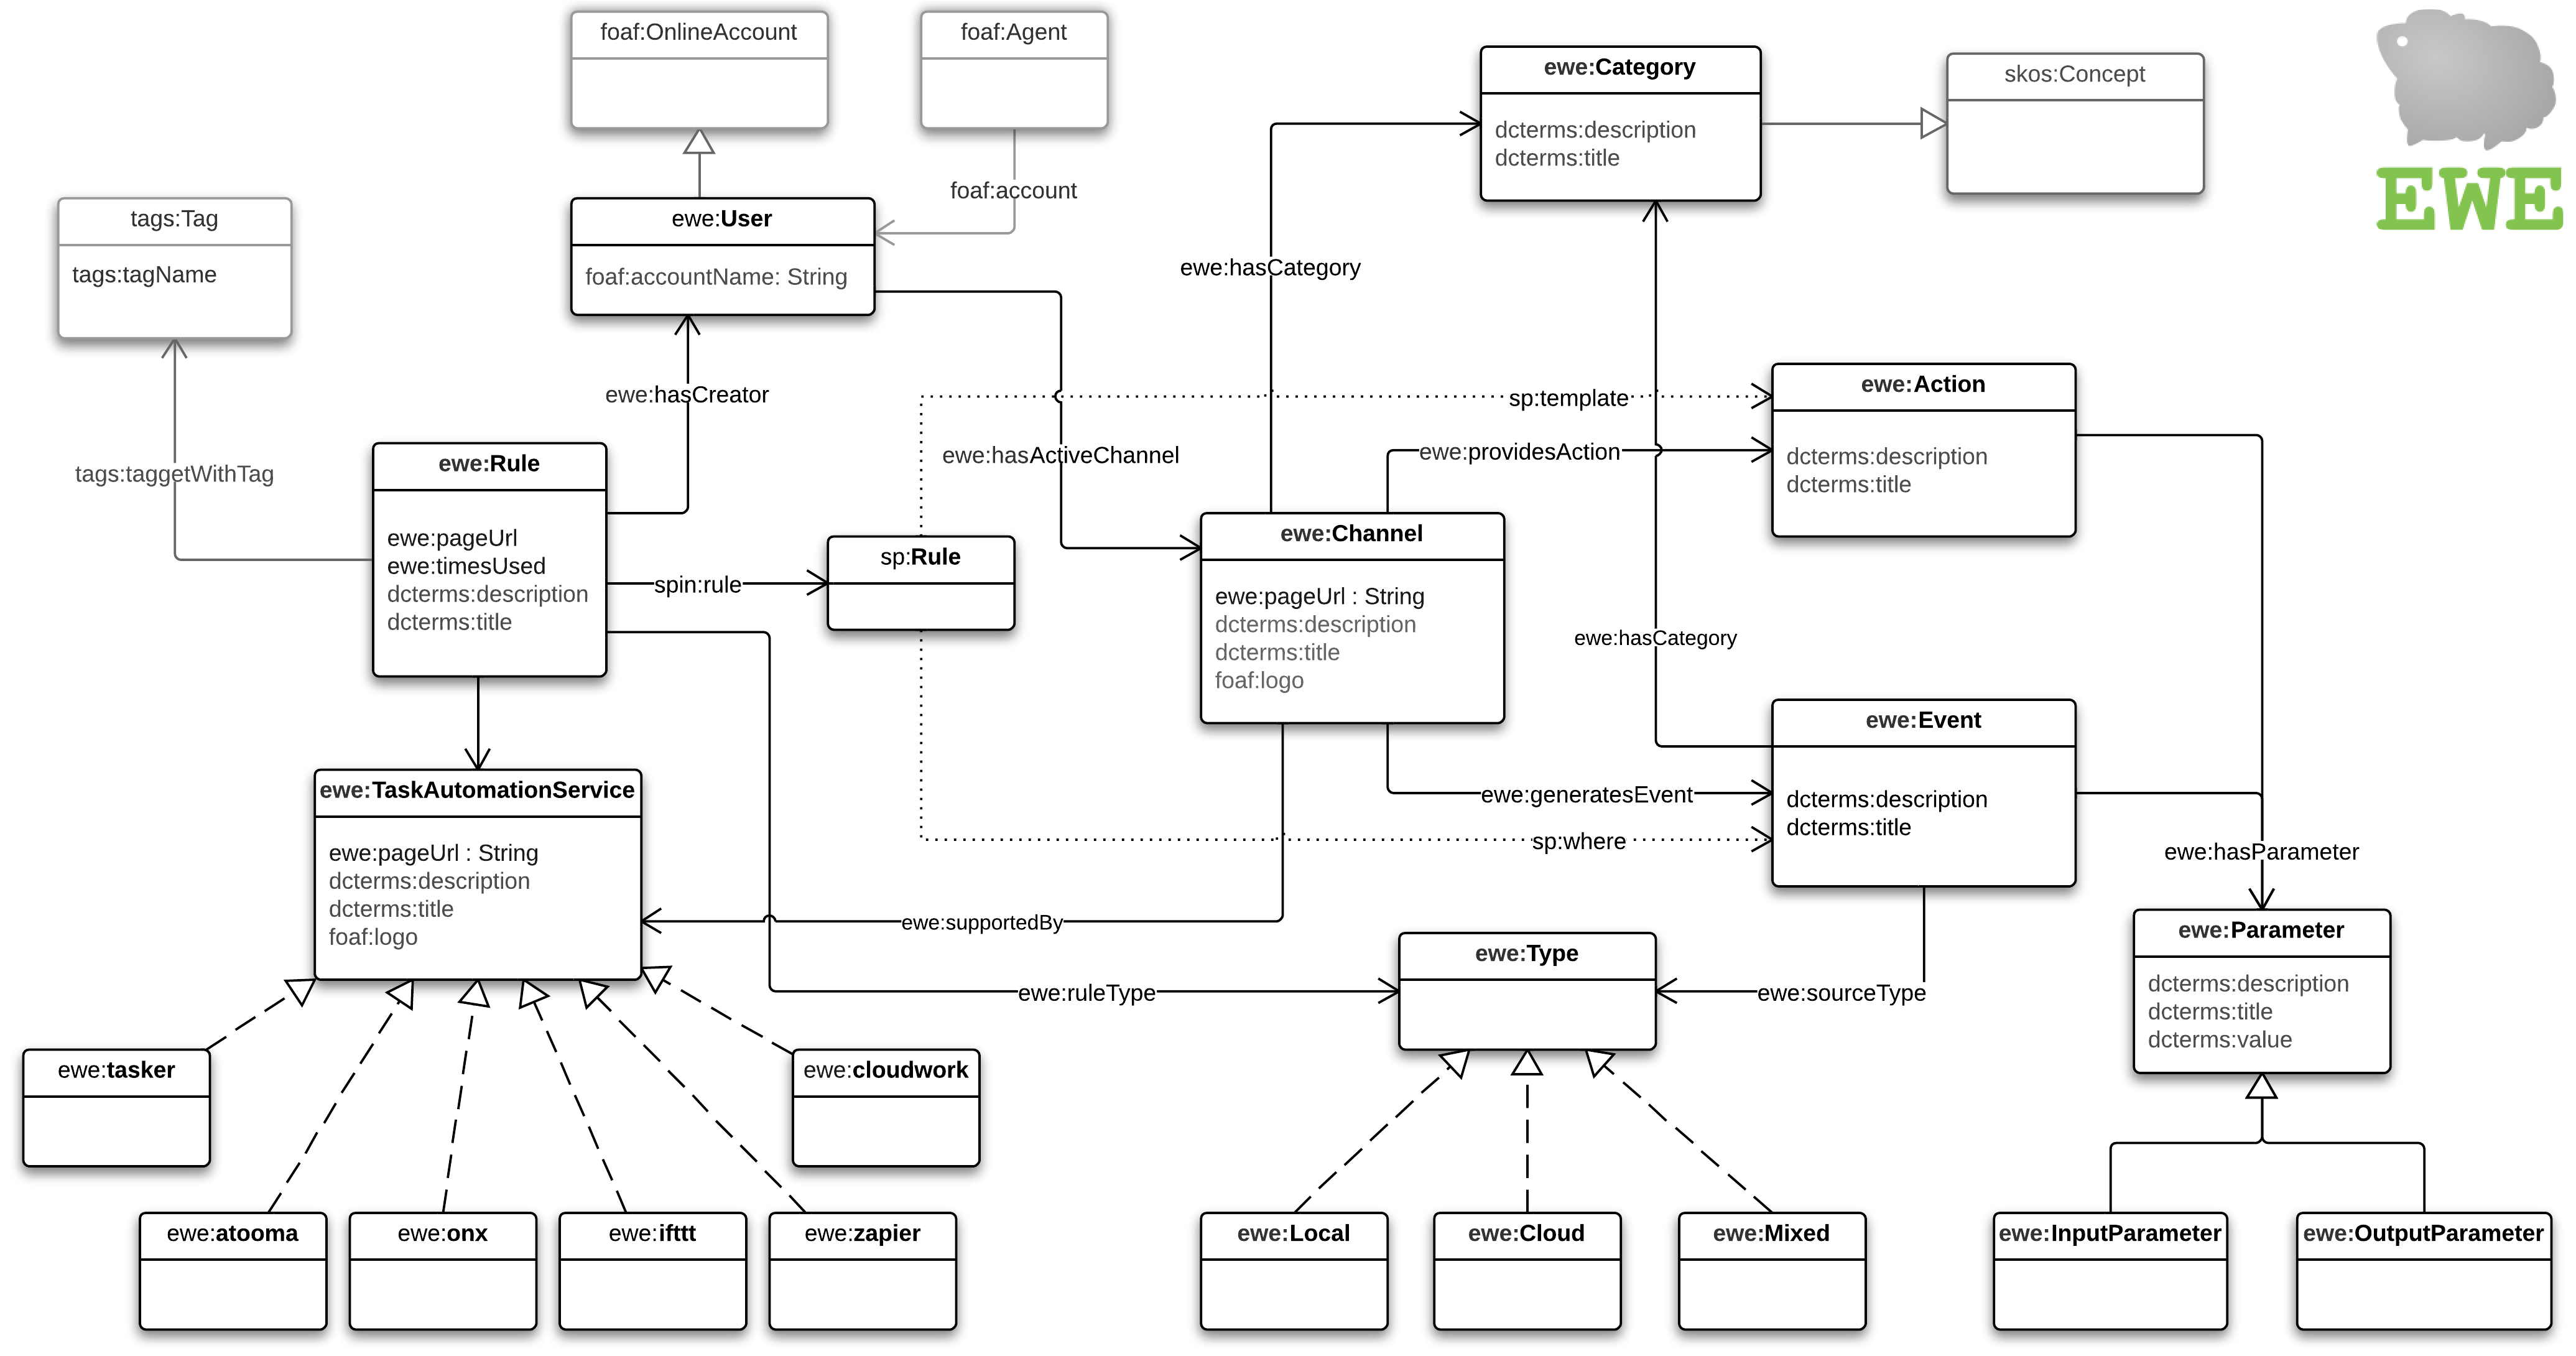 foaf:OnlineAccount
foaf:Agent
ewe:Category
dcterms:description
dcterms:title
skos:Concept
EWE
tags:Tag
tags:tagName
ewe:User
foaf:accountName: String
foaf:account
ewe:hasCategory
ewe:hasCreator
tags:taggetWithTag
ewe:hasActiveChannel
sp:template
ewe:providesAction
ewe:Action
dcterms:description
dcterms:title
ewe:Rule
ewe:pageUrl
ewe:timesUsed
dcterms:description
dcterms:title
spin:rule
sp:Rule
ewe:Channel
ewe:pageUrl : String
dcterms:description
dcterms:title
foaf:logo
ewe:hasCategory
ewe:Event
dcterms:description
dcterms:title
ewe:generatesEvent
sp:where
ewe:hasParameter
ewe:TaskAutomationService
ewe:pageUrl : String
dcterms:description
dcterms:title
foaf:logo
ewe:supportedBy
ewe:ruleType
ewe:Type
ewe:sourceType
ewe:Parameter
dcterms:description
dcterms:title
dcterms:value
ewe:tasker
ewe:cloudwork
ewe:atooma
ewe:onx
ewe:ifttt
ewe:zapier
ewe:Local
ewe:Cloud
ewe:Mixed
ewe:InputParameter
ewe:OutputParameter